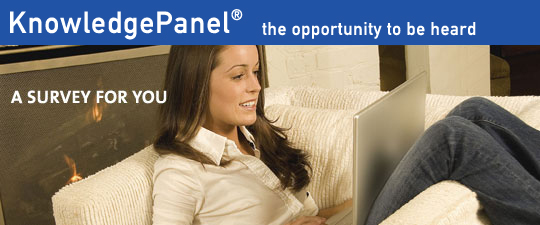 KnowledgePanel® the opportunity to be heard
A SURVEY FOR YOU